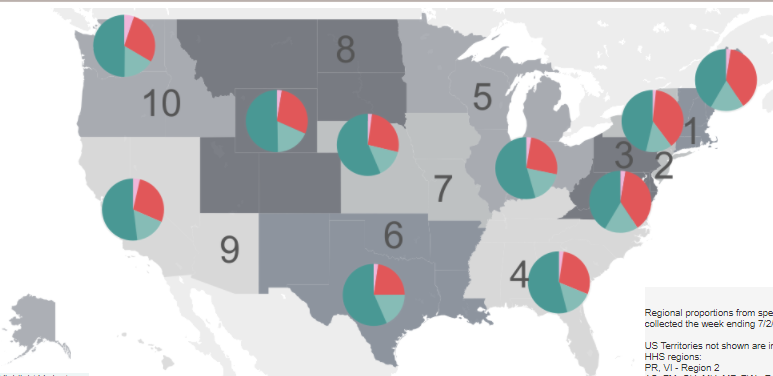 8
5
10
1
3
2
7
6
9
4
Regional proportions from spe
collected the week ending 7/2/
US Territories not shown are in
HHS regions:
PR, VI - Region 2